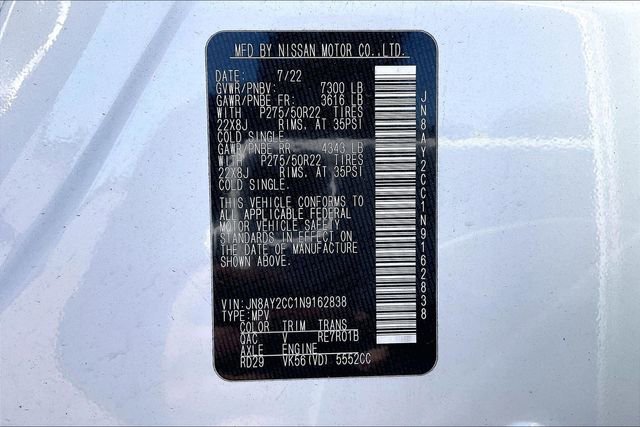 MFD BY NISSAN MOTOR CO.,LTD.
DATE: 7/22
GVWR/PNBV: 7300 LB
GAWR/PNBE FR: 3616 LB
WITH P275/50R22 TIRES
22X8J RIMS. AT 35PSI
COLD SINGLE.
GAWR/PNBE RR: 4343 LB
WITH P275/50R22 TIRES
22X8J RIMS. AT 35PSI
COLD SINGLE.
THIS VEHICLE CONFORMS TO
ALL APPLICABLE FEDERAL
MOTOR VEHICLE SAFETY
STANDARDS IN EFFECT ON
THE DATE OF MANUFACTURE
VIN: JN8AY2CC1N9162838
TYPE: MPV
COLOR TRIM TRANS
QAC V RE7R01B
AXLE ENGINE
RD29 VK56(VD) 5552CC
JN8AY2CC1N9162838